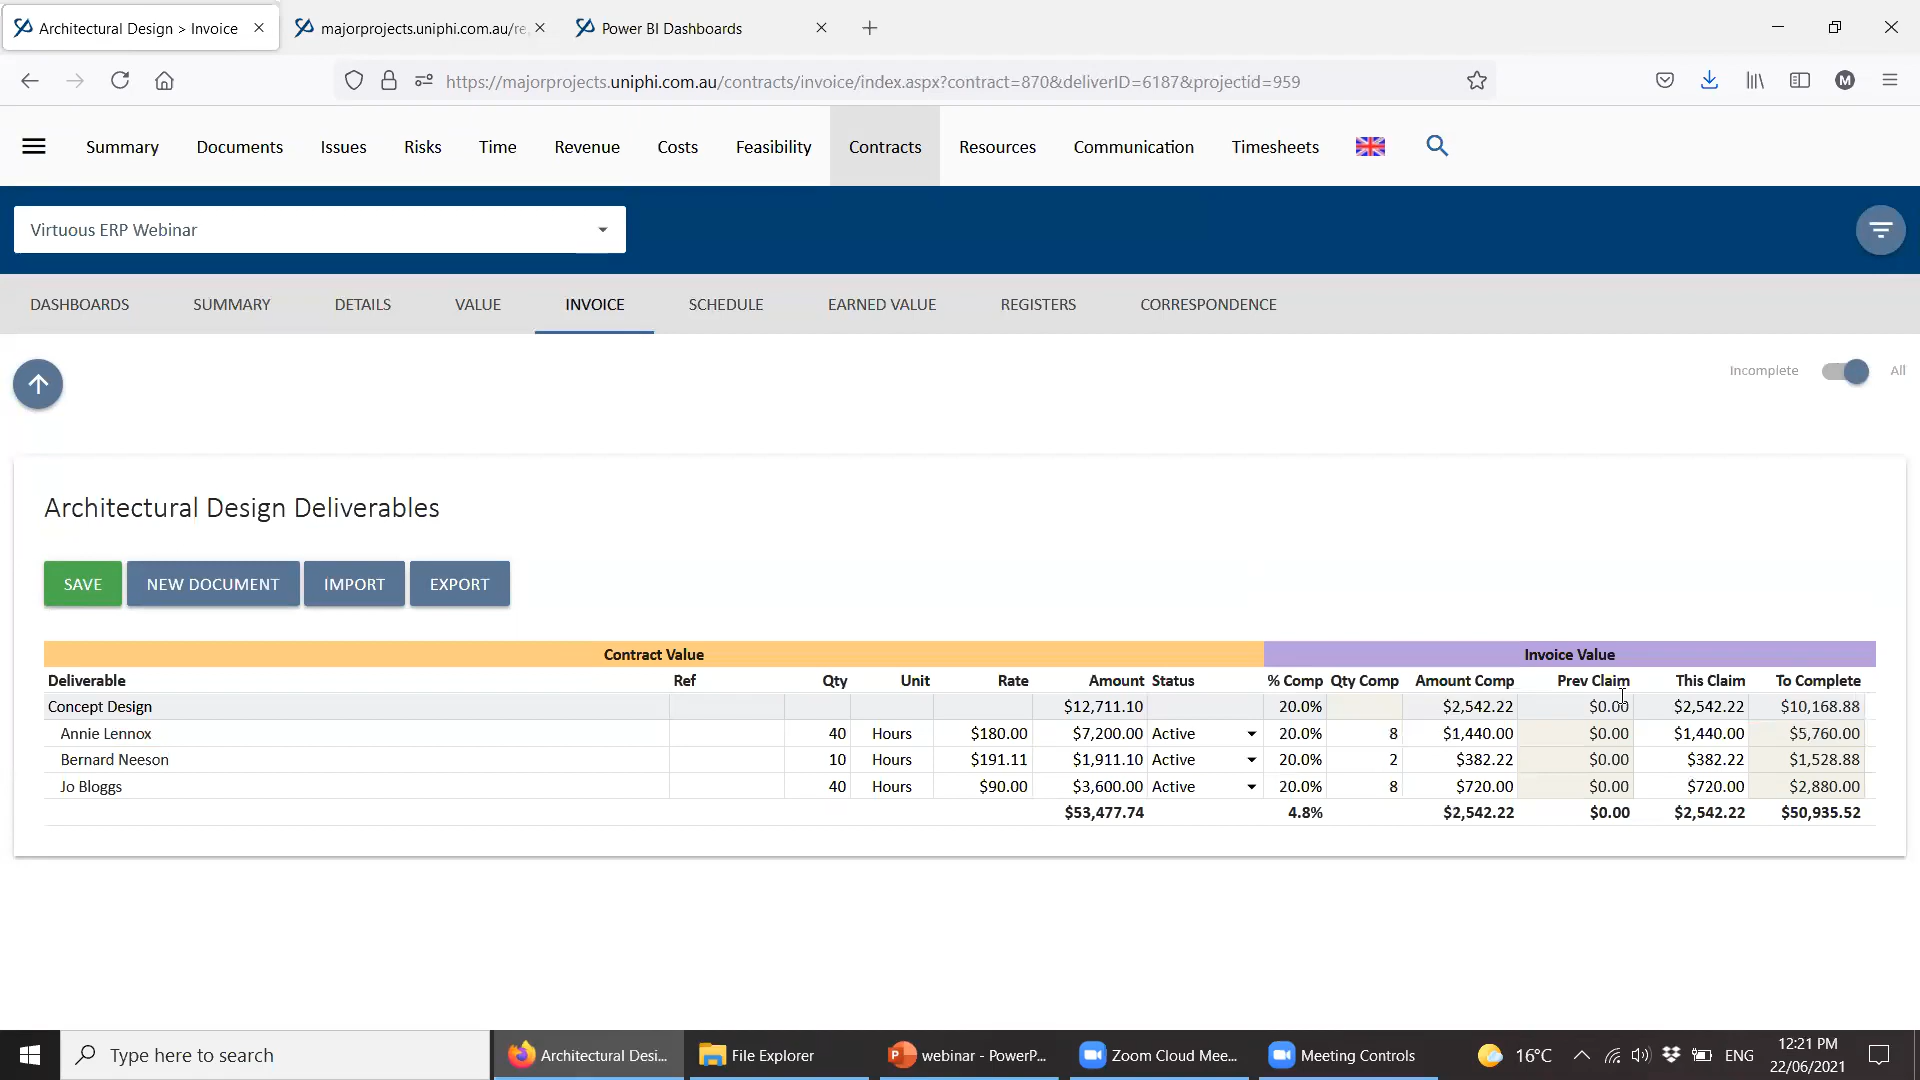 Architectural Design > Invoice
majorprojects.uniphi.com.au/re
Power BI Dashboards
https://majorprojects.uniphi.com.au/contracts/invoice/index.aspx?contract=870&deliverID=6187&projectid=959
M
Summary Documents Issues Risks Time Revenue Costs Feasibility Contracts Resources Communication Timesheets
Virtuous ERP Webinar
DASHBOARDS SUMMARY DETAILS VALUE INVOICE SCHEDULE EARNED VALUE REGISTERS CORRESPONDENCE
Incomplete All
Architectural Design Deliverables
SAVE NEW DOCUMENT IMPORT EXPORT
Contract Value Invoice Value
Deliverable Ref Qty Unit Rate Amount Status % Comp Qty Comp Amount Comp Prev Claim This Claim To Complete
Concept Design $12,711.10 20.0% $2,542.22 $0.00 $2,542.22 $10,168.88
Annie Lennox 40 Hours $180.00 $7,200.00 Active 20.0% 8 $1,440.00 $0.00 $1,440.00 $5,760.00
Bernard Neeson 10 Hours $191.11 $1,911.10 Active 20.0% 2 $382.22 $0.00 $382.22 $1,528.88
Jo Bloggs 40 Hours $90.00 $3,600.00 Active 20.0% 8 $720.00 $0.00 $720.00 $2,880.00
$53,477.74 4.8% $2,542.22 $0.00 $2,542.22 $50,935.52
Type here to search
Architectural Desi...
File Explorer
webinar - PowerP...
Zoom Cloud Mee...
Meeting Controls
16°C
ENG
12:21 PM
22/06/2021